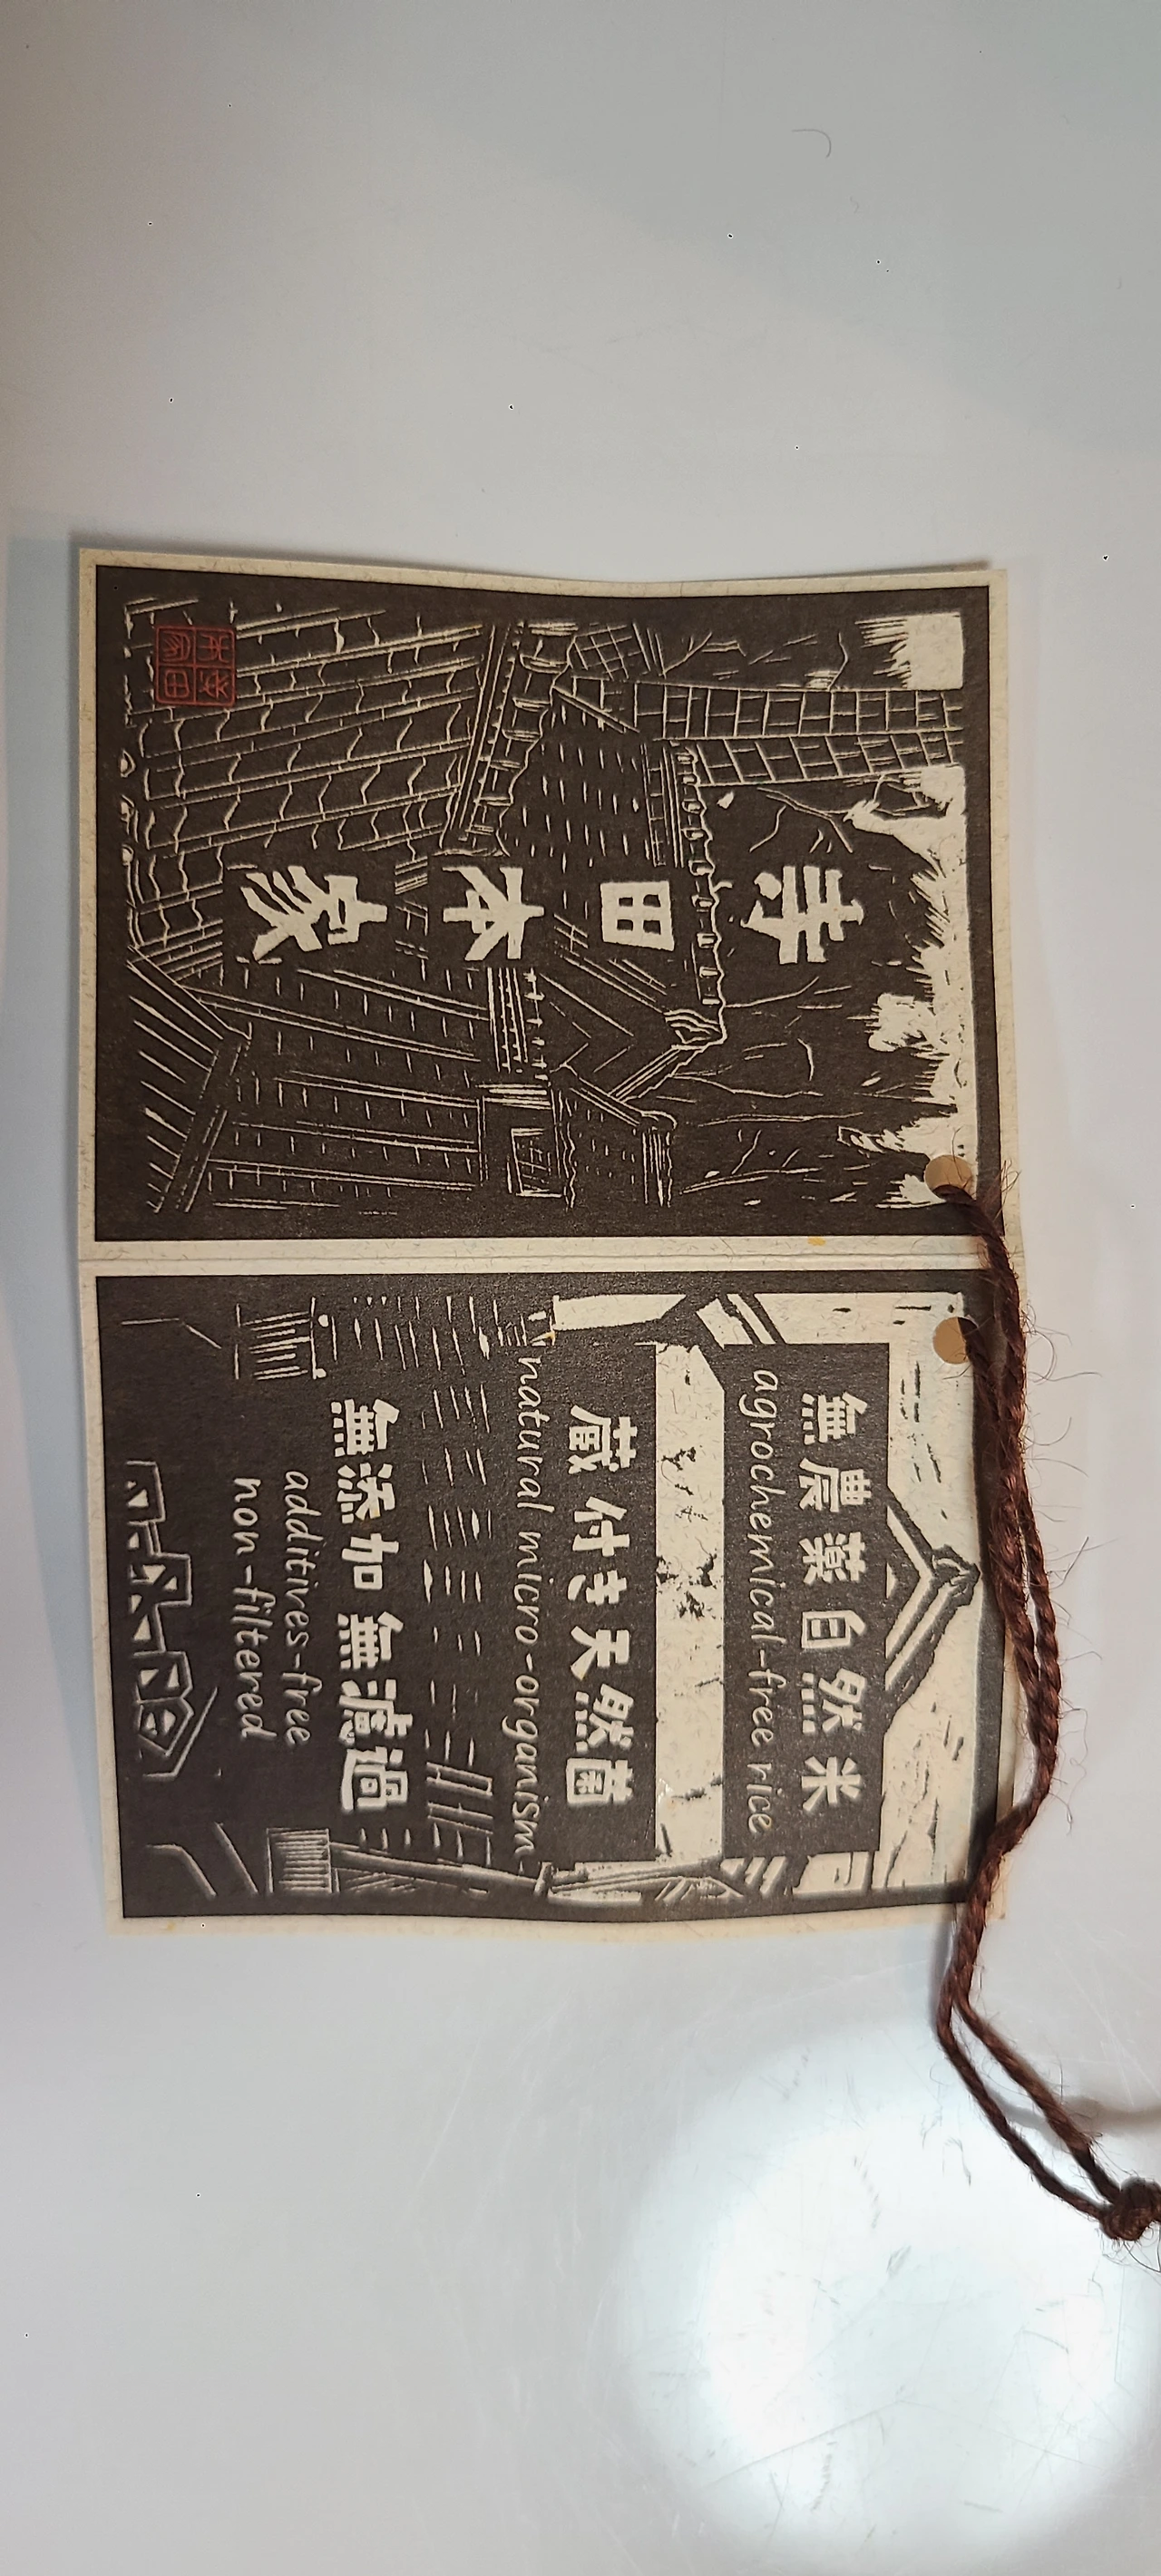 寺田本家
無農薬自然米
agrochemical-free rice
蔵付き天然菌
natural micro-organism
無添加 無濾過
additives-free
non-filtered